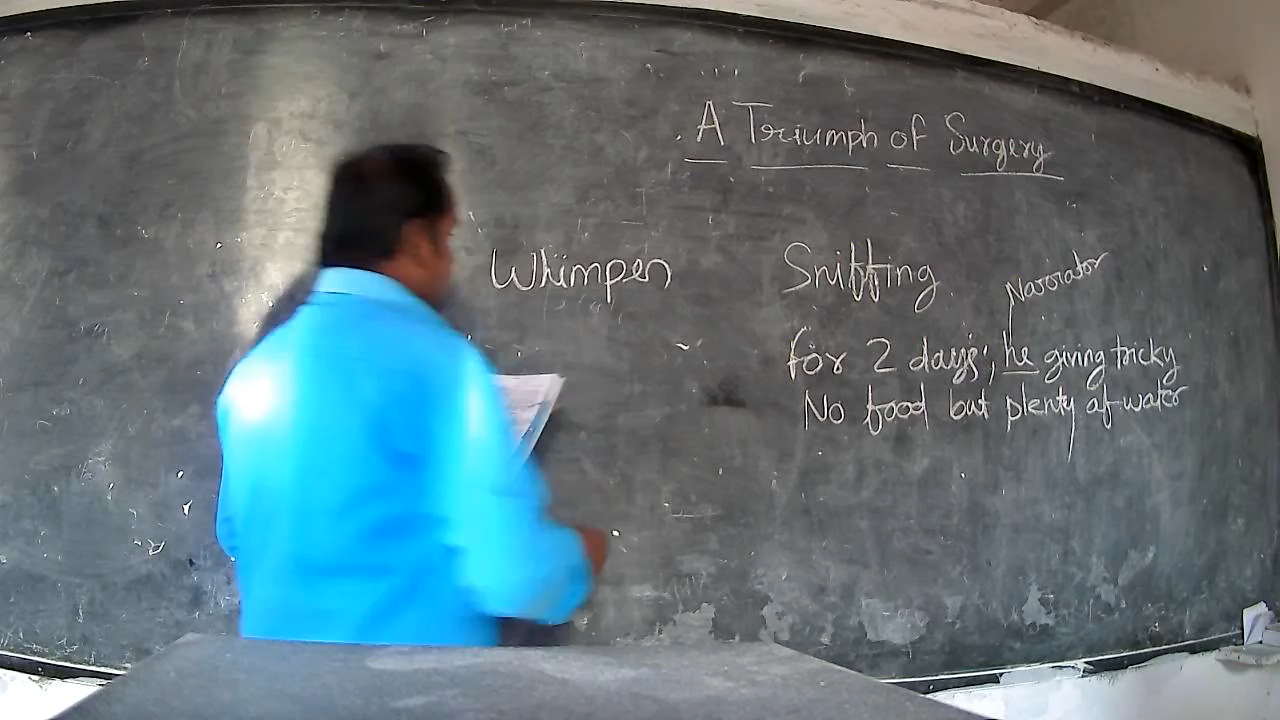 A Triumph of Surgery
Whimper
Sniffing
Narrator
for 2 days; he giving tricky
No food but plenty of water